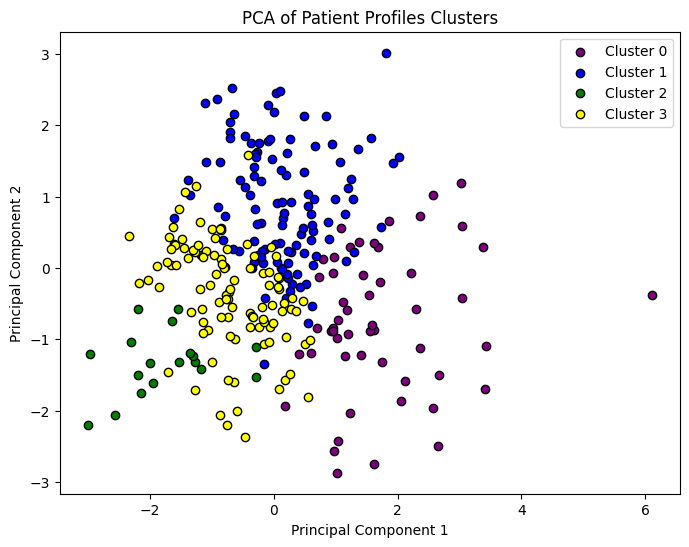 PCA of Patient Profiles Clusters
Cluster 0
Cluster 1
Cluster 2
Cluster 3
Principal Component 2
3
2
1
0
−1
−2
−3
−2
0
2
4
6
Principal Component 1